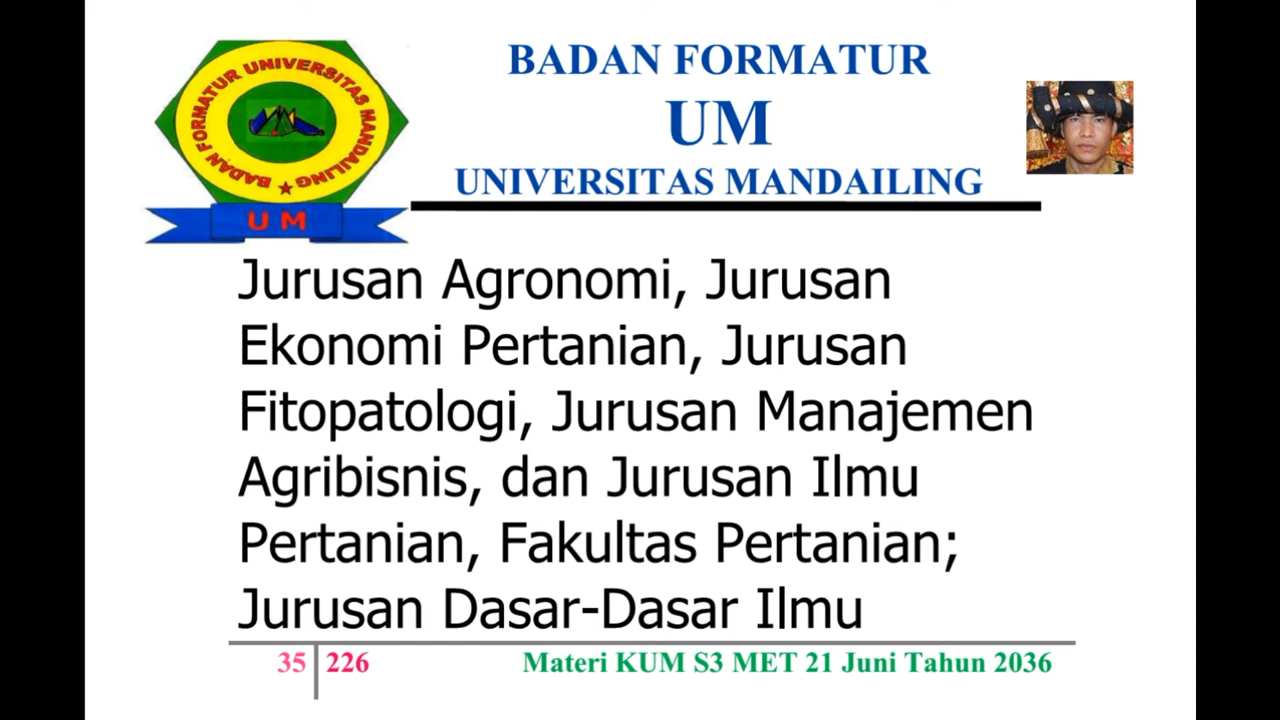 BADAN FORMATUR UNIVERSITAS MANDAILING
U M
BADAN FORMATUR
UM
UNIVERSITAS MANDAILING
Jurusan Agronomi, Jurusan
Ekonomi Pertanian, Jurusan
Fitopatologi, Jurusan Manajemen
Agribisnis, dan Jurusan Ilmu
Pertanian, Fakultas Pertanian;
Jurusan Dasar-Dasar Ilmu
35 226 Materi KUM S3 MET 21 Juni Tahun 2036